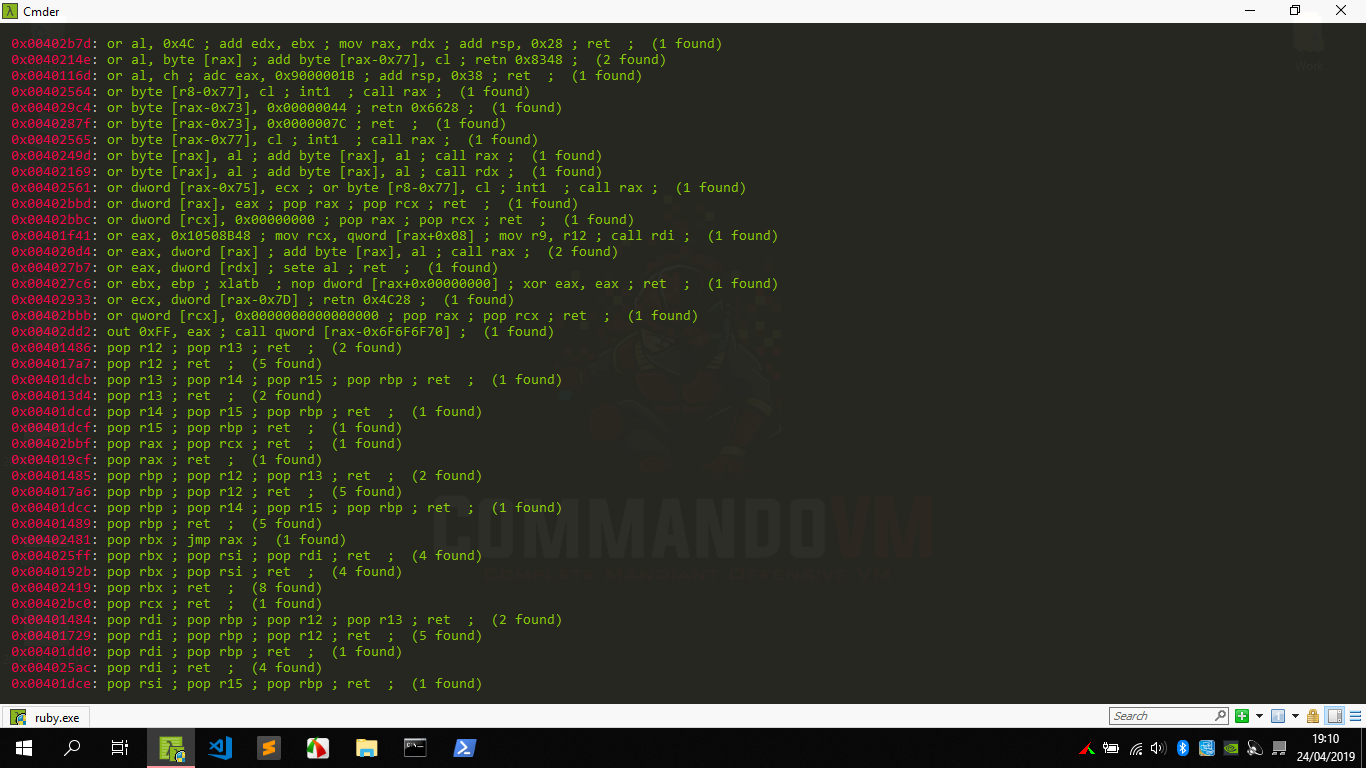 Cmder
0x00402b7d: or al, 0x4C ; add edx, ebx ; mov rax, rdx ; add rsp, 0x28 ; ret  ;  (1 found)
0x0040214e: or al, byte [rax] ; add byte [rax-0x77], cl ; retn 0x8348 ;  (2 found)
0x0040116d: or al, ch ; adc eax, 0x9000001B ; add rsp, 0x38 ; ret  ;  (1 found)
0x00402564: or byte [r8-0x77], cl ; int1  ; call rax ;  (1 found)
0x004029c4: or byte [rax-0x73], 0x00000044 ; retn 0x6628 ;  (1 found)
0x0040287f: or byte [rax-0x73], 0x0000007C ; ret  ;  (1 found)
0x00402565: or byte [rax-0x77], cl ; int1  ; call rax ;  (1 found)
0x0040249d: or byte [rax], al ; add byte [rax], al ; call rax ;  (1 found)
0x00402169: or byte [rax], al ; add byte [rax], al ; call rdx ;  (1 found)
0x00402561: or dword [rax-0x75], ecx ; or byte [r8-0x77], cl ; int1  ; call rax ;  (1 found)
0x00402bbd: or dword [rax], eax ; pop rax ; pop rcx ; ret  ;  (1 found)
0x00402bbc: or dword [rcx], 0x00000000 ; pop rax ; pop rcx ; ret  ;  (1 found)
0x00401f41: or eax, 0x10508B48 ; mov rcx, qword [rax+0x08] ; mov r9, r12 ; call rdi ;  (1 found)
0x004020d4: or eax, dword [rax] ; add byte [rax], al ; call rax ;  (2 found)
0x004027b7: or eax, dword [rdx] ; sete al ; ret  ;  (1 found)
0x004027c6: or ebx, ebp ; xlatb  ; nop dword [rax+0x00000000] ; xor eax, eax ; ret  ;  (1 found)
0x00402933: or ecx, dword [rax-0x7D] ; retn 0x4C28 ;  (1 found)
0x00402bbb: or qword [rcx], 0x0000000000000000 ; pop rax ; pop rcx ; ret  ;  (1 found)
0x00402dd2: out 0xFF, eax ; call qword [rax-0x6F6F6F70] ;  (1 found)
0x00401486: pop r12 ; pop r13 ; ret  ;  (2 found)
0x004017a7: pop r12 ; ret  ;  (5 found)
0x00401dcb: pop r13 ; pop r14 ; pop r15 ; pop rbp ; ret  ;  (1 found)
0x004013d4: pop r13 ; ret  ;  (2 found)
0x00401dcd: pop r14 ; pop r15 ; pop rbp ; ret  ;  (1 found)
0x00401dcf: pop r15 ; pop rbp ; ret  ;  (1 found)
0x00402bbf: pop rax ; pop rcx ; ret  ;  (1 found)
0x004019cf: pop rax ; ret  ;  (1 found)
0x00401485: pop rbp ; pop r12 ; pop r13 ; ret  ;  (2 found)
0x004017a6: pop rbp ; pop r12 ; ret  ;  (5 found)
0x00401dcc: pop rbp ; pop r14 ; pop r15 ; pop rbp ; ret  ;  (1 found)
0x00401489: pop rbp ; ret  ;  (5 found)
0x00402481: pop rbx ; jmp rax ;  (1 found)
0x004025ff: pop rbx ; pop rsi ; pop rdi ; ret  ;  (4 found)
0x0040192b: pop rbx ; pop rsi ; ret  ;  (4 found)
0x00402419: pop rbx ; ret  ;  (8 found)
0x00402bc0: pop rcx ; ret  ;  (1 found)
0x00401484: pop rdi ; pop rbp ; pop r12 ; pop r13 ; ret  ;  (2 found)
0x00401729: pop rdi ; pop rbp ; pop r12 ; ret  ;  (5 found)
0x00401dd0: pop rdi ; pop rbp ; ret  ;  (1 found)
0x004025ac: pop rdi ; ret  ;  (4 found)
0x00401dce: pop rsi ; pop r15 ; pop rbp ; ret  ;  (1 found)
Work
COMMANDOVM
ruby.exe
Search
19:10
24/04/2019